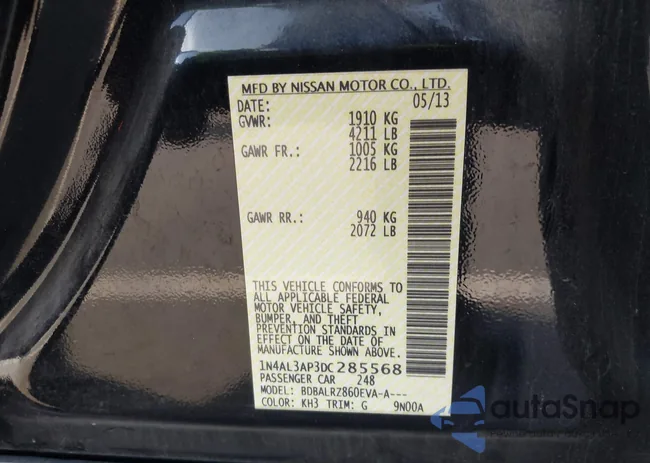 MFD BY NISSAN MOTOR CO., LTD.
DATE: 05/13
GVWR: 1910 KG
4211 LB
GAWR FR.: 1005 KG
2216 LB
GAWR RR.: 940 KG
2072 LB
THIS VEHICLE CONFORMS TO
ALL APPLICABLE FEDERAL
MOTOR VEHICLE SAFETY,
BUMPER, AND THEFT
PREVENTION STANDARDS IN
EFFECT ON THE DATE OF
MANUFACTURE SHOWN ABOVE.
1N4AL3AP3DC285568
PASSENGER CAR 248
MODEL: BDBALRZ860EVA-A---
COLOR: KH3 TRIM: G 9N00A
autoSnap